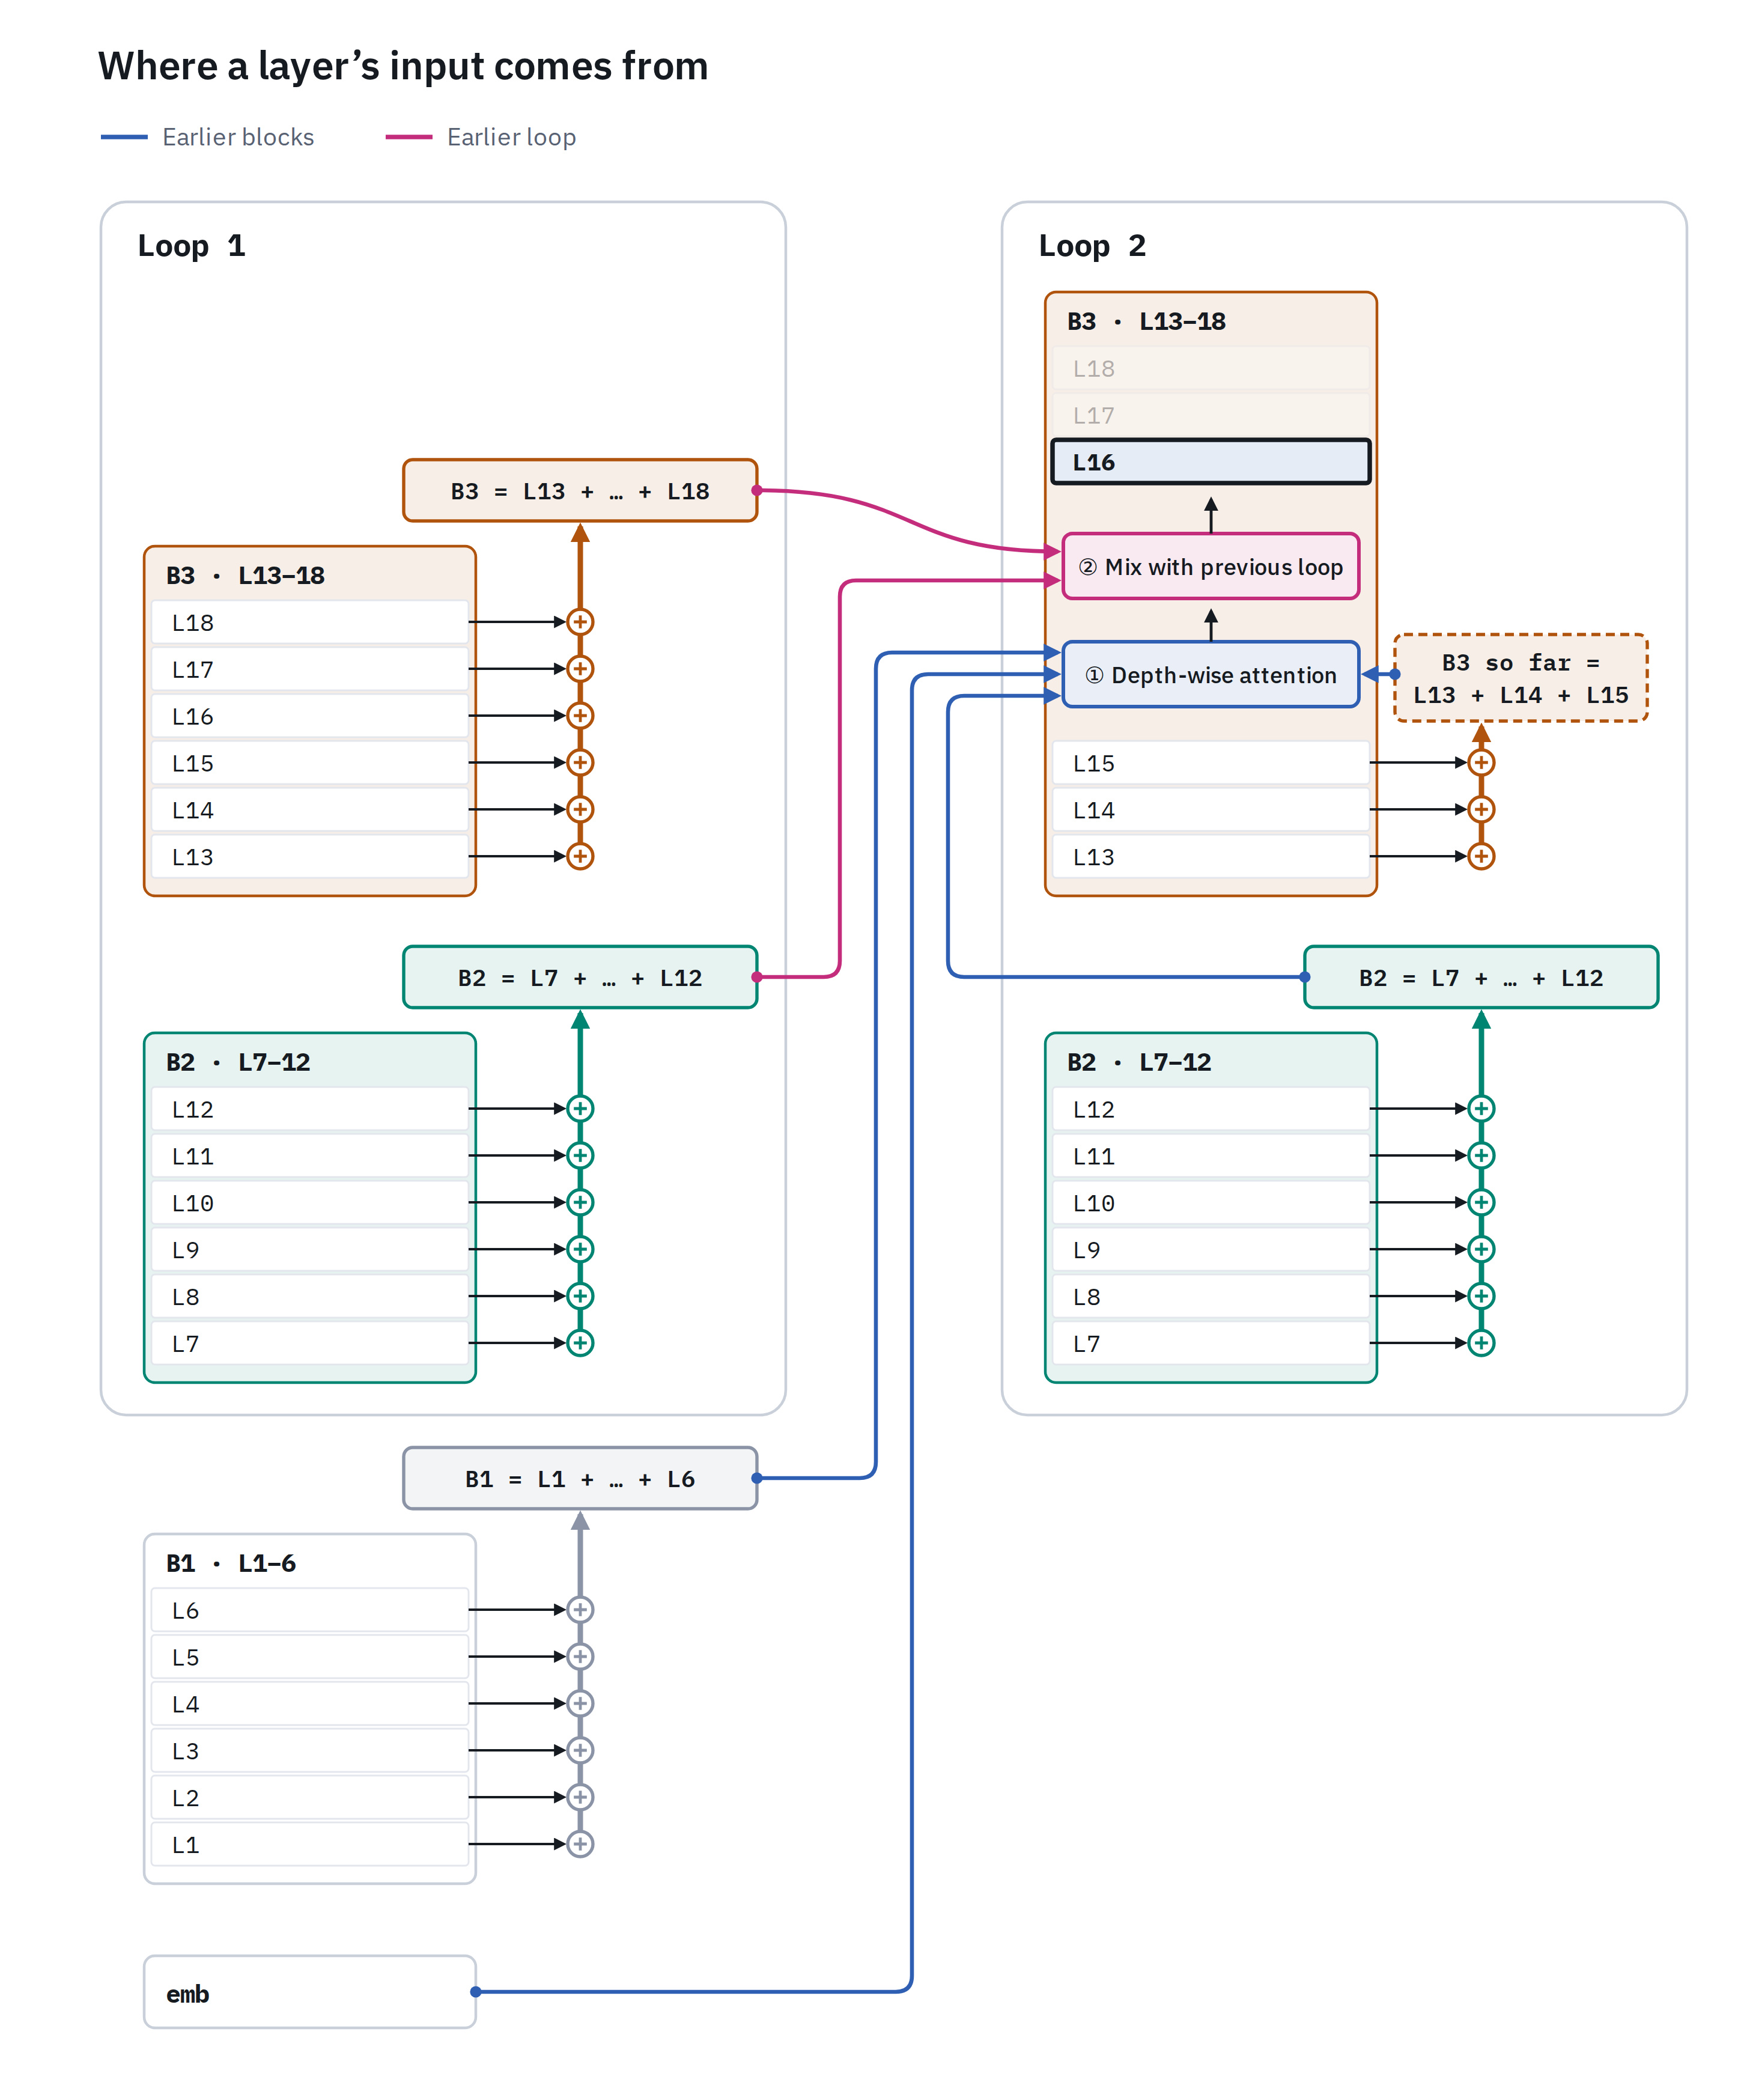 Where a layer’s input comes from
Earlier blocks
Earlier loop
Loop 1
B3 = L13 + … + L18
B3 · L13–18
L18
L17
L16
L15
L14
L13
B2 = L7 + … + L12
B2 · L7–12
L12
L11
L10
L9
L8
L7
B1 = L1 + … + L6
B1 · L1–6
L6
L5
L4
L3
L2
L1
emb
Loop 2
B3 · L13–18
L18
L17
L16
② Mix with previous loop
① Depth-wise attention
B3 so far =
L13 + L14 + L15
L15
L14
L13
B2 = L7 + … + L12
B2 · L7–12
L12
L11
L10
L9
L8
L7